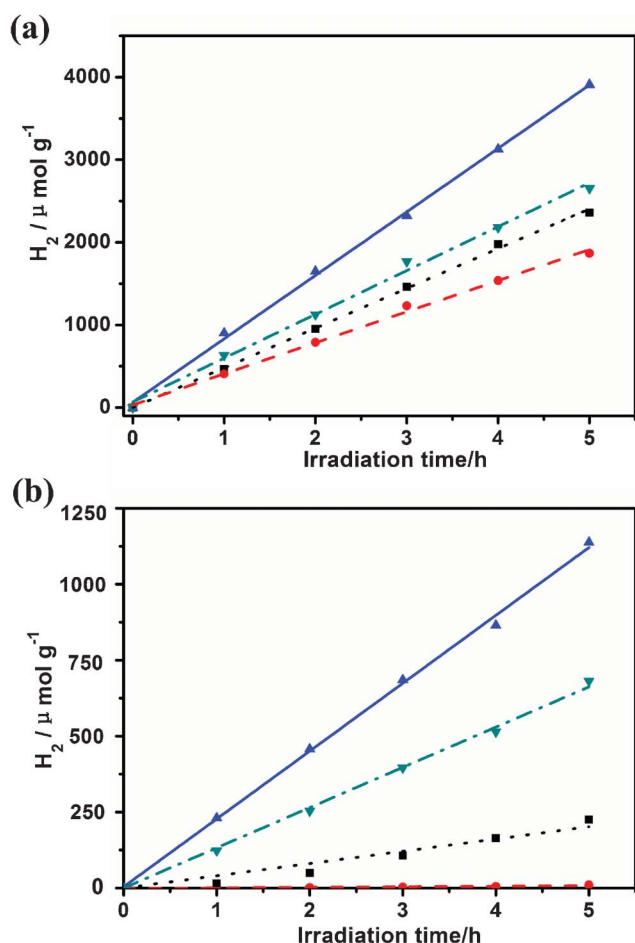 (a)
H₂ / μ mol g⁻¹
4000
3000
2000
1000
0
0 1 2 3 4 5
Irradiation time/h
(b)
H₂ / μ mol g⁻¹
1250
1000
750
500
250
0
0 1 2 3 4 5
Irradiation time/h